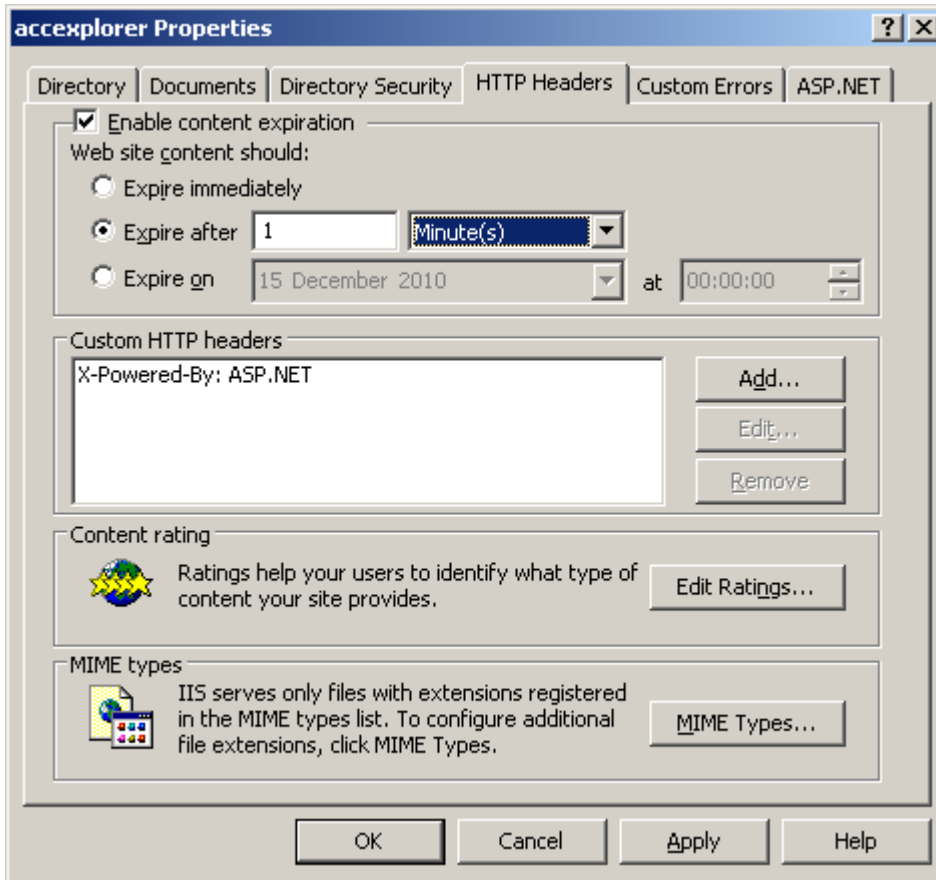 accexplorer Properties
Directory Documents Directory Security HTTP Headers Custom Errors ASP.NET
Enable content expiration
Web site content should:
Expire immediately
Expire after 1 Minute(s)
Expire on 15 December 2010 at 00:00:00
Custom HTTP headers
X-Powered-By: ASP.NET
Add...
Edit...
Remove
Content rating
Ratings help your users to identify what type of
content your site provides.
Edit Ratings...
MIME types
IIS serves only files with extensions registered
in the MIME types list. To configure additional
file extensions, click MIME Types.
MIME Types...
OK Cancel Apply Help